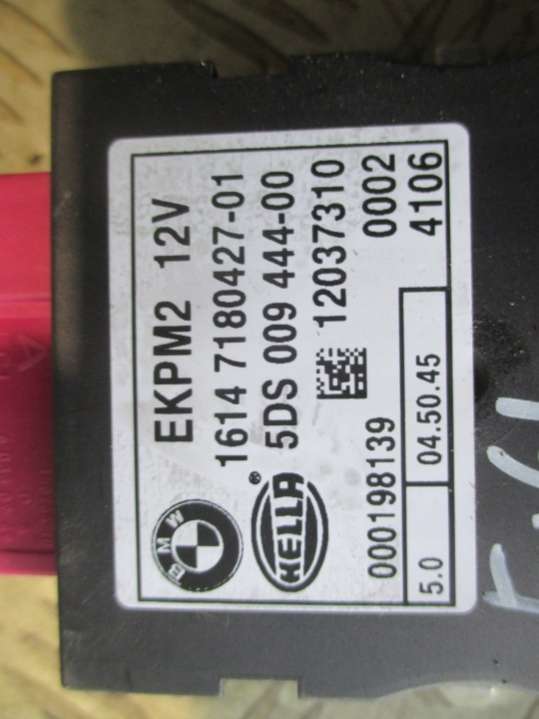 EKPM2 12V
1614 7180427-01
5DS 009 444-00
12037310
000198139 0002
5.0 04.50.45 4106
BMW
HELLA